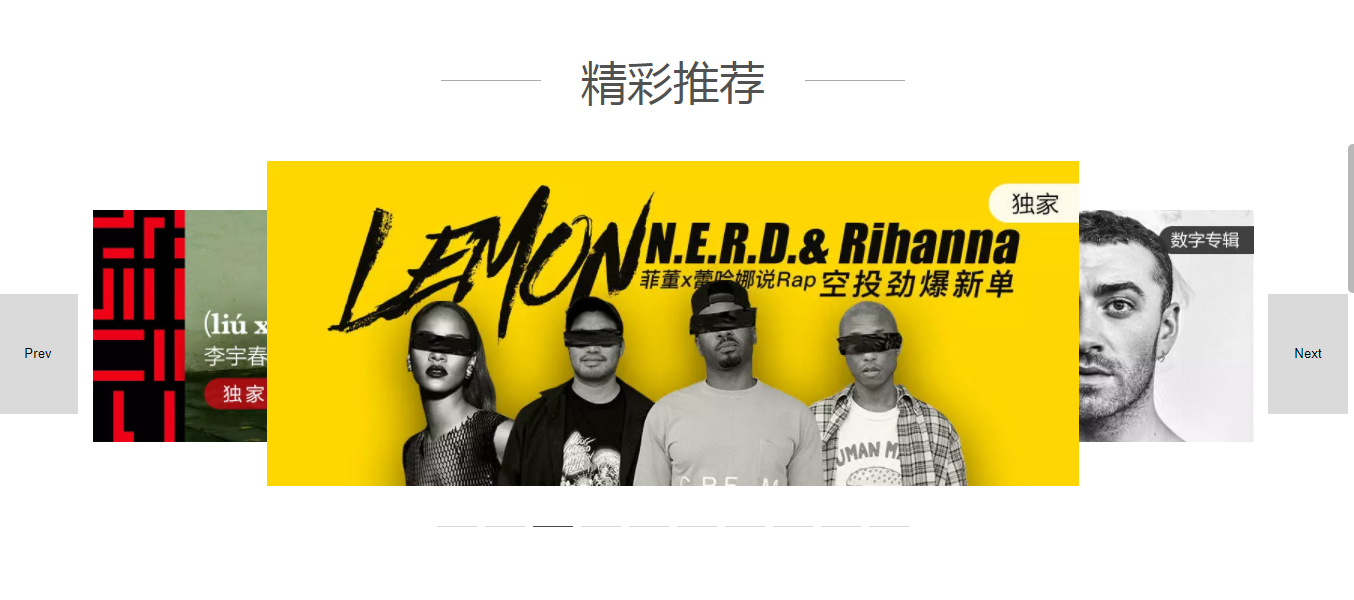 精彩推荐
独家
LEMON
N.E.R.D.& Rihanna
菲董x蕾哈娜说Rap 空投劲爆新单
数字专辑
(liú x
李宇春
独家
Prev
Next